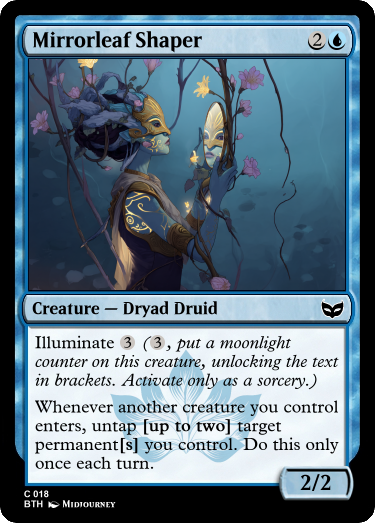 Mirrorleaf Shaper 2
Creature — Dryad Druid
Illuminate 3 (3, put a moonlight
counter on this creature, unlocking the text
in brackets. Activate only as a sorcery.)
Whenever another creature you control
enters, untap [up to two] target
permanent[s] you control. Do this only
once each turn.
2/2
C 018
BTH Midjourney